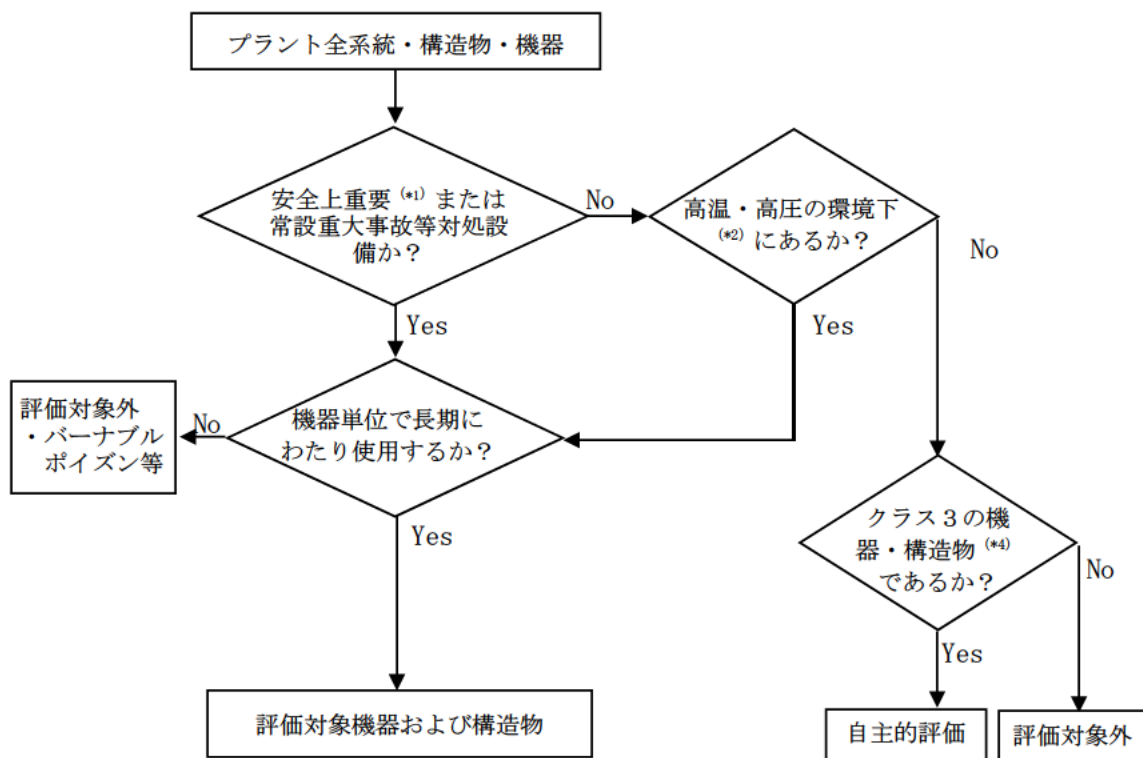 プラント全系統・構造物・機器
安全上重要(*1)または
常設重大事故等対処設
備か？
No
高温・高圧の環境下
(*2)にあるか？
No
Yes
Yes
評価対象外
・バーナブル
ポイズン等
No
機器単位で長期に
わたり使用するか？
Yes
クラス３の機
器・構造物(*4)
であるか？
No
Yes
評価対象機器および構造物
自主的評価
評価対象外